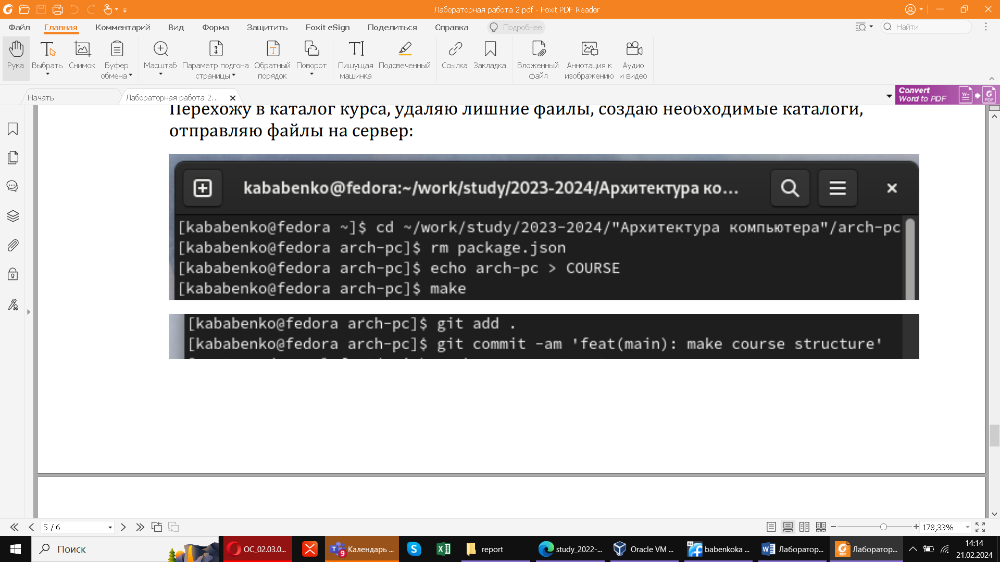 Лабораторная работа 2.pdf - Foxit PDF Reader
Файл Главная Комментарий Вид Форма Защитить Foxit eSign Поделиться Справка Подробнее Найти
Рука Выбрать Снимок Буфер обмена Масштаб Параметр подгона страницы Обратный порядок Поворот Пишущая машинка Подсвеченный Ссылка Закладка Вложенный файл Аннотация к изображению Аудио и видео
Начать Лабораторная работа 2... Convert Word to PDF
Перехожу в каталог курса, удаляю лишние файлы, создаю необходимые каталоги,
отправляю файлы на сервер:
kababenko@fedora:~/work/study/2023-2024/Архитектура ко...
[kababenko@fedora ~]$ cd ~/work/study/2023-2024/"Архитектура компьютера"/arch-pc
[kababenko@fedora arch-pc]$ rm package.json
[kababenko@fedora arch-pc]$ echo arch-pc > COURSE
[kababenko@fedora arch-pc]$ make
[kababenko@fedora arch-pc]$ git add .
[kababenko@fedora arch-pc]$ git commit -am 'feat(main): make course structure'
5 / 6 178,33%
Поиск OC_02.03.0... Календарь ... 9 report study_2022-... Oracle VM ... 64 babenkoka ... Лаборатор... Лаборатор... 14:14
21.02.2024